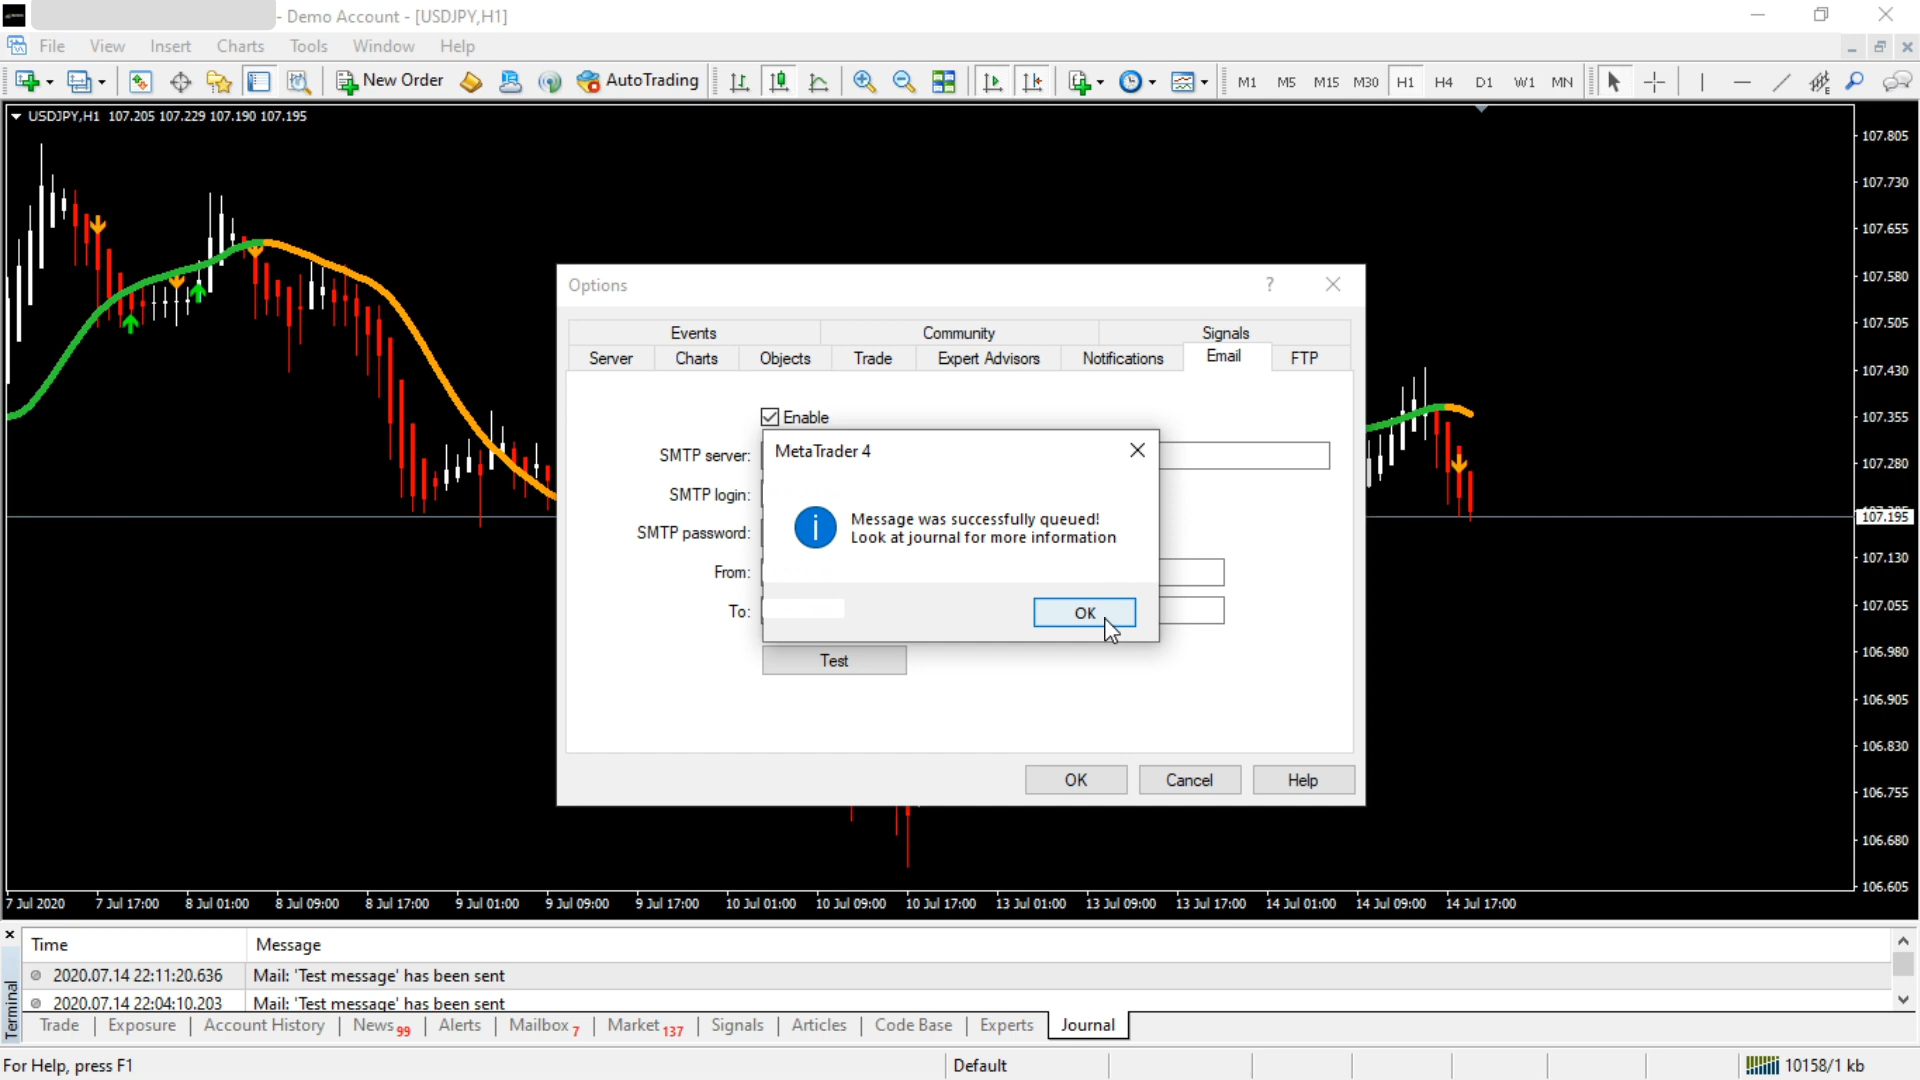 - Demo Account - [USDJPY,H1]
File View Insert Charts Tools Window Help
New Order AutoTrading M1 M5 M15 M30 H1 H4 D1 W1 MN
USDJPY,H1 107.205 107.229 107.190 107.195
107.805
107.730
107.655
107.580
107.505
107.430
107.355
107.280
107.195
107.130
107.055
106.980
106.905
106.830
106.755
106.680
106.605
Options
Events Community Signals
Server Charts Objects Trade Expert Advisors Notifications Email FTP
Enable
SMTP server:
SMTP login:
SMTP password:
From:
To:
MetaTrader 4
Message was successfully queued!
Look at journal for more information
OK
Test
OK Cancel Help
7 Jul 2020 7 Jul 17:00 8 Jul 01:00 8 Jul 09:00 8 Jul 17:00 9 Jul 01:00 9 Jul 09:00 9 Jul 17:00 10 Jul 01:00 10 Jul 09:00 10 Jul 17:00 13 Jul 01:00 13 Jul 09:00 13 Jul 17:00 14 Jul 01:00 14 Jul 09:00 14 Jul 17:00
Terminal
Time Message
2020.07.14 22:11:20.636 Mail: 'Test message' has been sent
2020.07.14 22:04:10.203 Mail: 'Test message' has been sent
Trade Exposure Account History News 99 Alerts Mailbox 7 Market 137 Signals Articles Code Base Experts Journal
For Help, press F1 Default 10158/1 kb